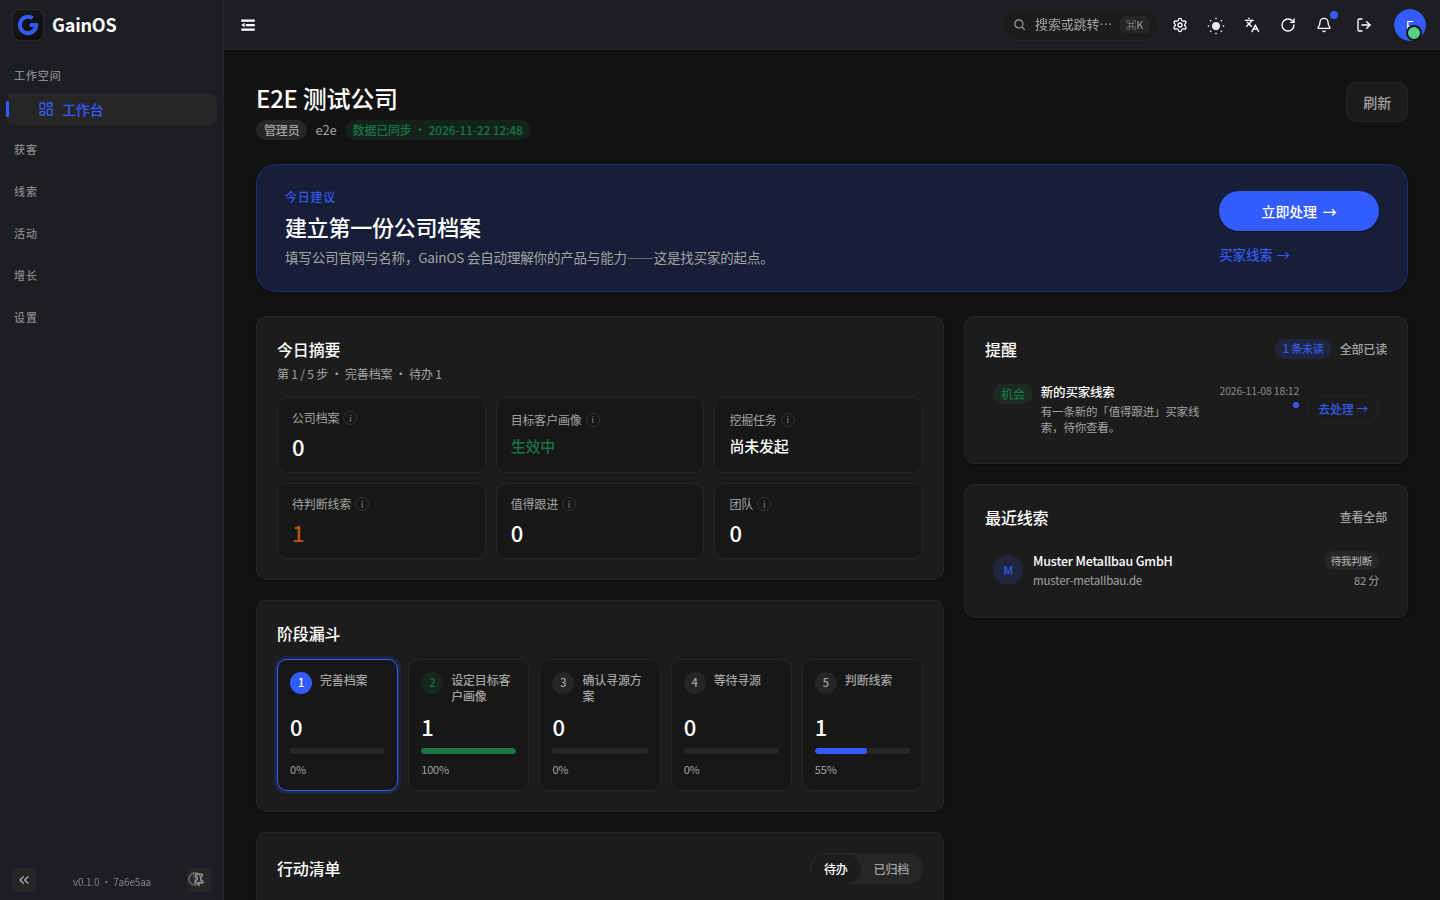 GainOS
搜索或跳转… ⌘K
工作空间
工作台
获客
线索
活动
增长
设置
v0.1.0 • 7a6e5aa
E2E 测试公司
刷新
管理员 e2e 数据已同步 • 2026-11-22 12:48
今日建议
建立第一份公司档案
填写公司官网与名称，GainOS 会自动理解你的产品与能力——这是找买家的起点。
立即处理 →
买家线索 →
今日摘要
第 1 / 5 步 • 完善档案 • 待办 1
公司档案
0
目标客户画像
生效中
挖掘任务
尚未发起
待判断线索
1
值得跟进
0
团队
0
阶段漏斗
1 完善档案
0
0%
2 设定目标客
户画像
1
100%
3 确认寻源方
案
0
0%
4 等待寻源
0
0%
5 判断线索
1
55%
行动清单
待办 已归档
提醒
1 条未读 全部已读
机会 新的买家线索 2026-11-08 18:12
有一条新的「值得跟进」买家线
索，待你查看。
去处理 →
最近线索 查看全部
M Muster Metallbau GmbH 待我判断
muster-metallbau.de 82 分